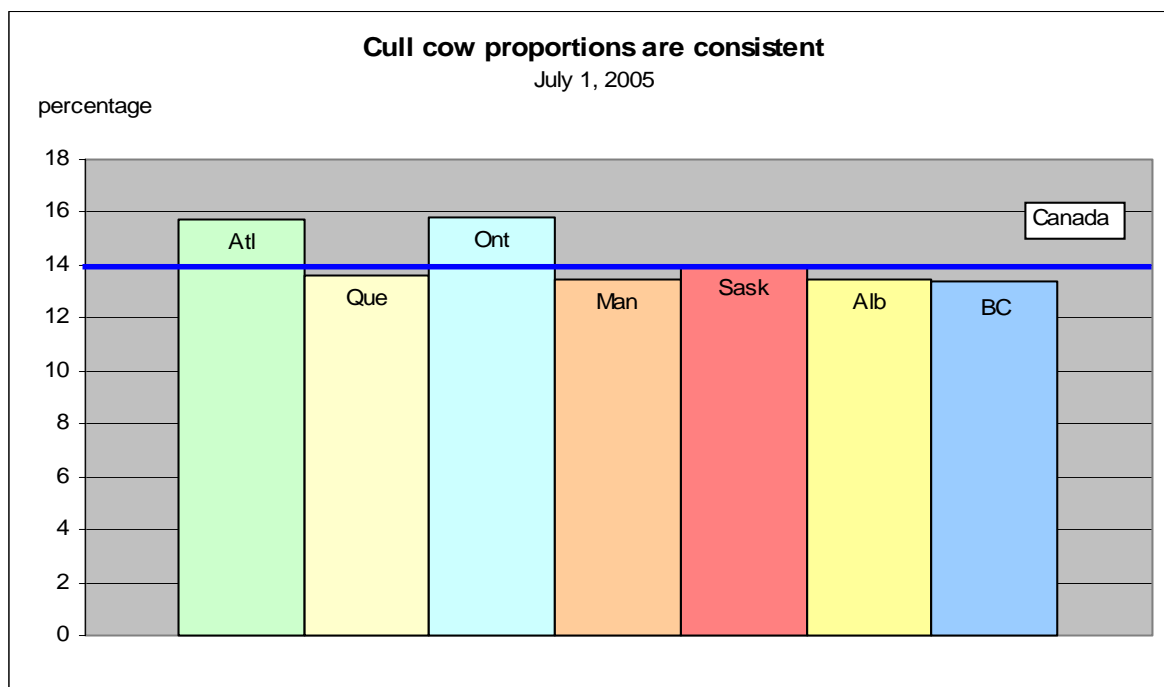 Cull cow proportions are consistent
July 1, 2005
percentage
18
16
14
12
10
8
6
4
2
0
Atl
Que
Ont
Man
Sask
Alb
BC
Canada